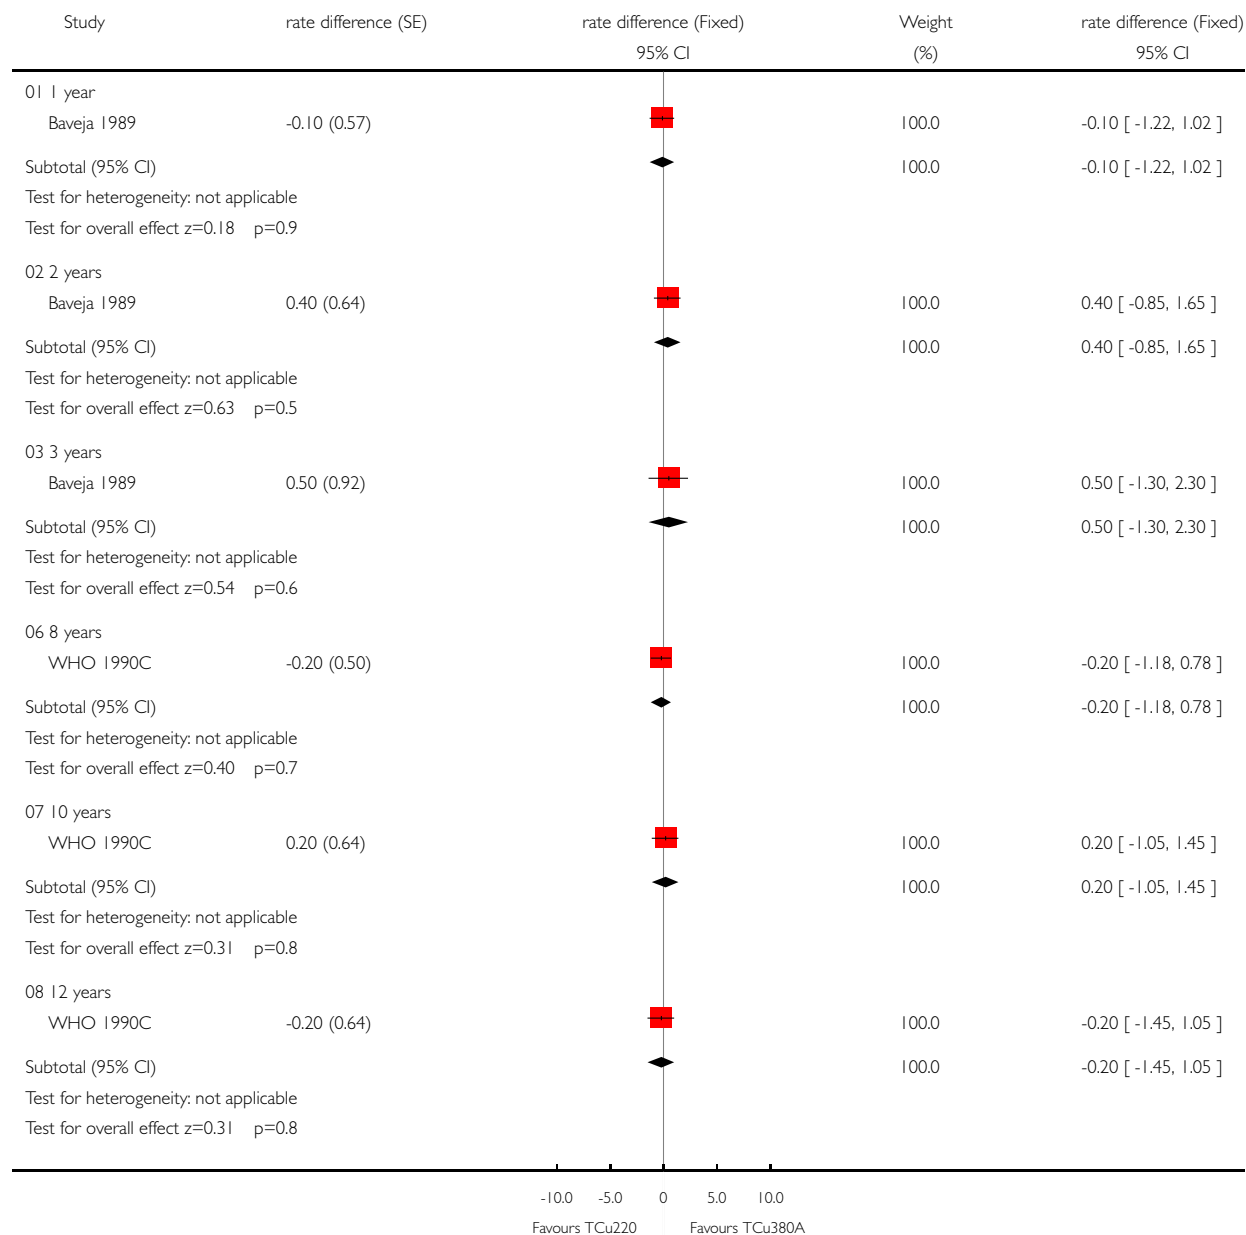 Study rate difference (SE) rate difference (Fixed) Weight rate difference (Fixed)
95% CI (%) 95% CI
01 1 year
Baveja 1989 -0.10 (0.57) 100.0 -0.10 [ -1.22, 1.02 ]
Subtotal (95% CI) 100.0 -0.10 [ -1.22, 1.02 ]
Test for heterogeneity: not applicable
Test for overall effect z=0.18 p=0.9
02 2 years
Baveja 1989 0.40 (0.64) 100.0 0.40 [ -0.85, 1.65 ]
Subtotal (95% CI) 100.0 0.40 [ -0.85, 1.65 ]
Test for heterogeneity: not applicable
Test for overall effect z=0.63 p=0.5
03 3 years
Baveja 1989 0.50 (0.92) 100.0 0.50 [ -1.30, 2.30 ]
Subtotal (95% CI) 100.0 0.50 [ -1.30, 2.30 ]
Test for heterogeneity: not applicable
Test for overall effect z=0.54 p=0.6
06 8 years
WHO 1990C -0.20 (0.50) 100.0 -0.20 [ -1.18, 0.78 ]
Subtotal (95% CI) 100.0 -0.20 [ -1.18, 0.78 ]
Test for heterogeneity: not applicable
Test for overall effect z=0.40 p=0.7
07 10 years
WHO 1990C 0.20 (0.64) 100.0 0.20 [ -1.05, 1.45 ]
Subtotal (95% CI) 100.0 0.20 [ -1.05, 1.45 ]
Test for heterogeneity: not applicable
Test for overall effect z=0.31 p=0.8
08 12 years
WHO 1990C -0.20 (0.64) 100.0 -0.20 [ -1.45, 1.05 ]
Subtotal (95% CI) 100.0 -0.20 [ -1.45, 1.05 ]
Test for heterogeneity: not applicable
Test for overall effect z=0.31 p=0.8
-10.0 -5.0 0 5.0 10.0
Favours TCu220 Favours TCu380A